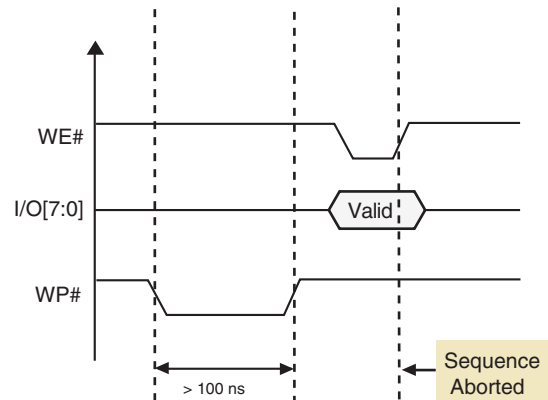 WE#
I/O[7:0]
Valid
WP#
> 100 ns
Sequence
Aborted